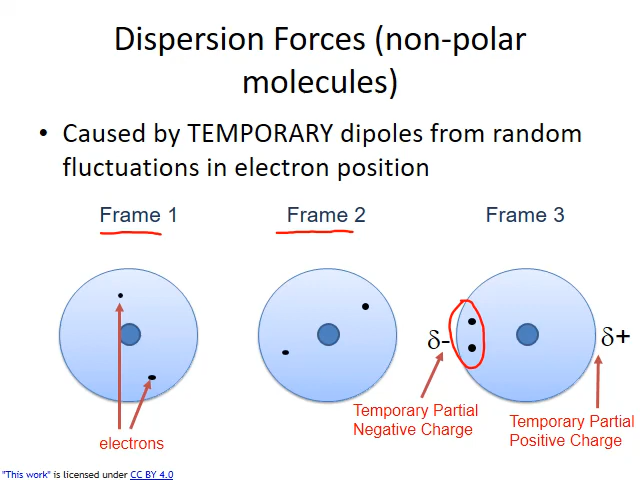 Dispersion Forces (non-polar
molecules)
• Caused by TEMPORARY dipoles from random
fluctuations in electron position
Frame 1
Frame 2
Frame 3
δ-
δ+
electrons
Temporary Partial
Negative Charge
Temporary Partial
Positive Charge
"This work" is licensed under CC BY 4.0